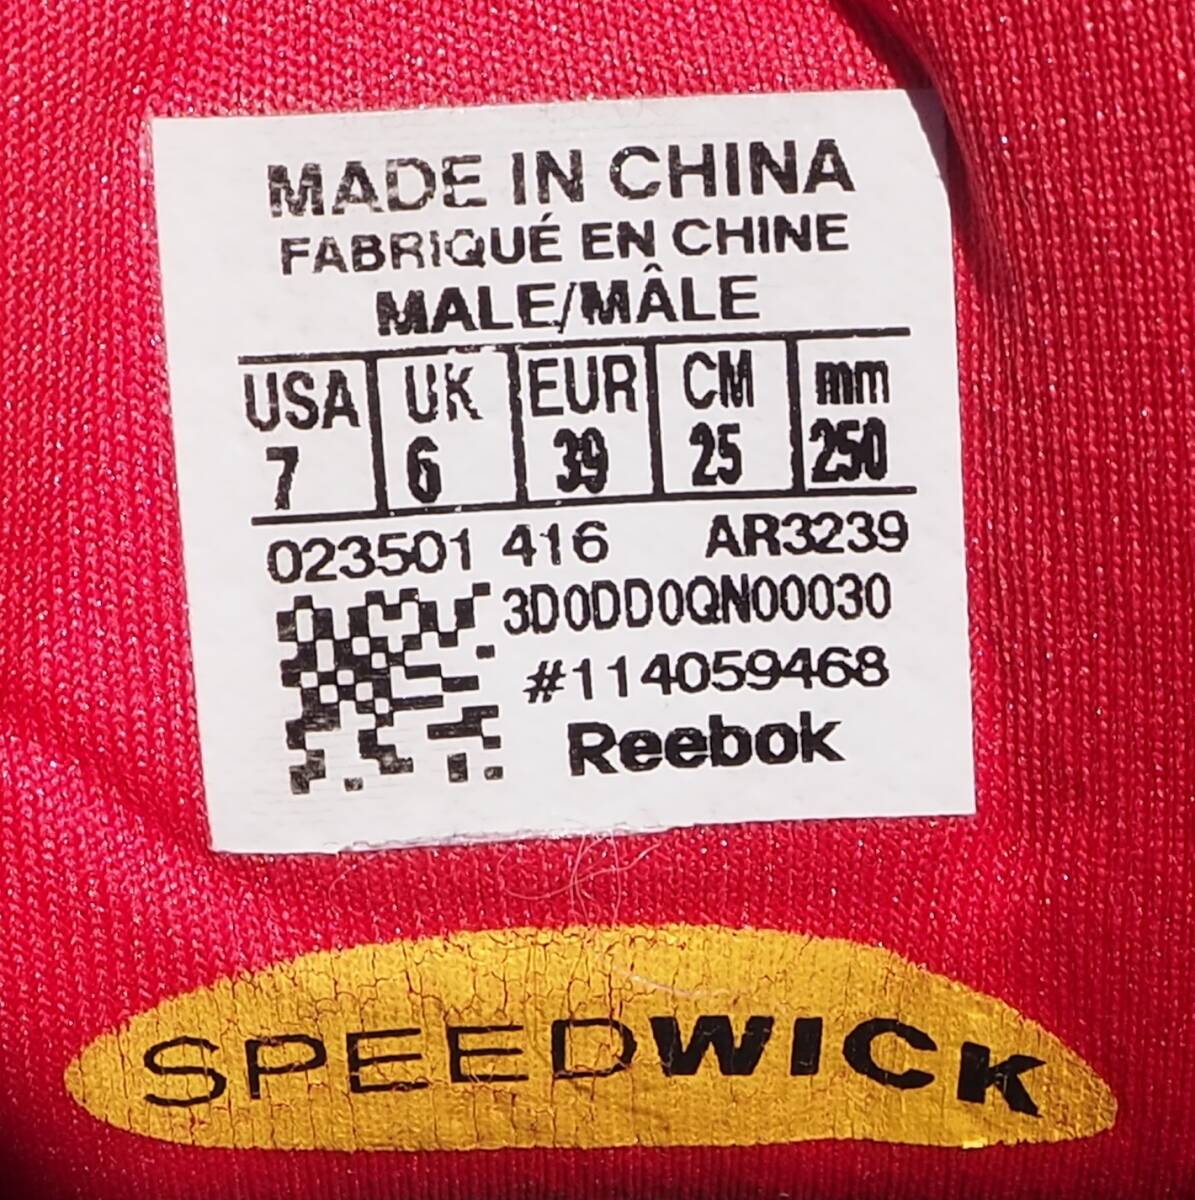 MADE IN CHINA
FABRIQUÉ EN CHINE
MALE/MÂLE
USA UK EUR CM mm
7 6 39 25 250
023501 416 AR3239
3D0DD0QN00030
#114059468
Reebok
SPEEDWICK